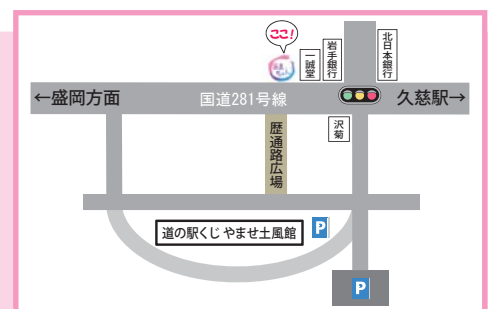 ここ!
一誠堂
岩手銀行
北日本銀行
←盛岡方面
国道281号線
久慈駅→
沢菊
歴通路広場
道の駅くじ やませ土風館
P
P